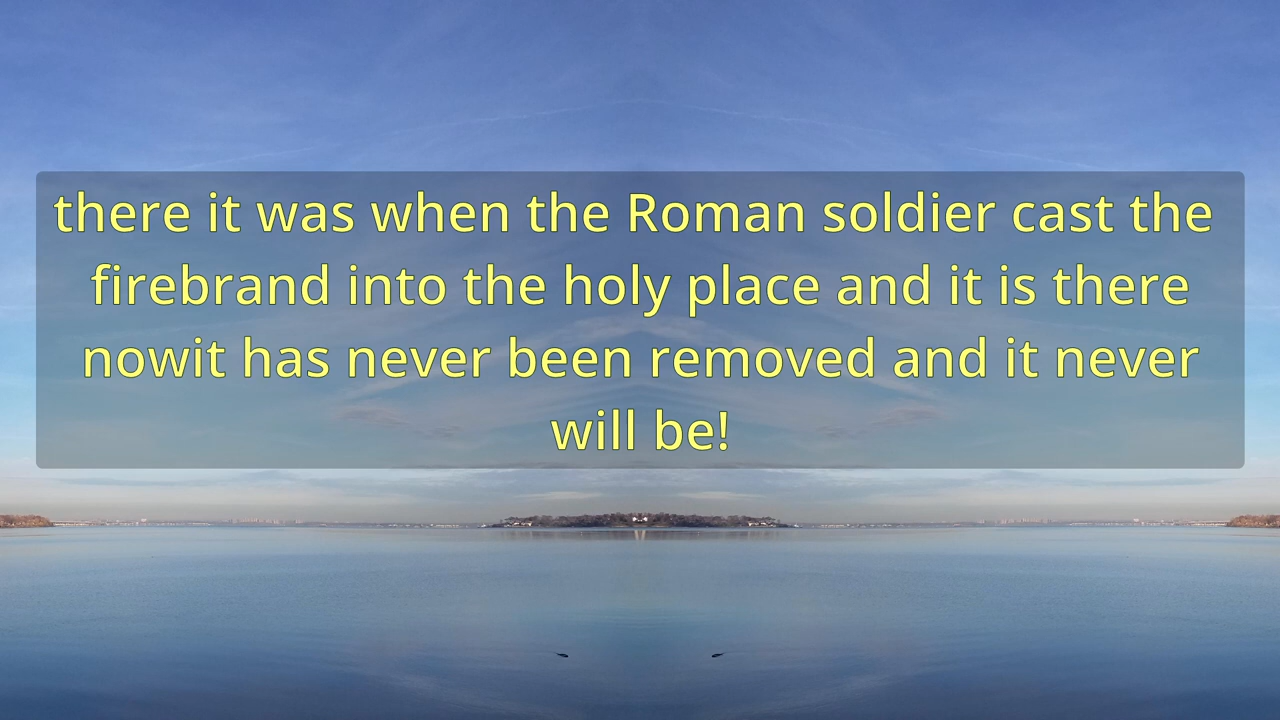 there it was when the Roman soldier cast the
firebrand into the holy place and it is there
nowit has never been removed and it never
will be!